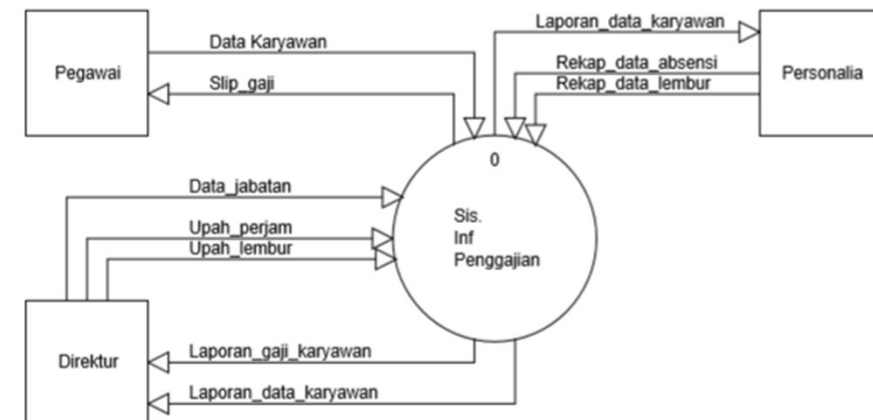 Laporan_data_karyawan
Data Karyawan
Rekap_data_absensi
Pegawai
Personalia
Slip_gaji
Rekap_data_lembur
0
Data_jabatan
Sis.
Inf
Penggajian
Upah_perjam
Upah_lembur
Direktur
Laporan_gaji_karyawan
Laporan_data_karyawan